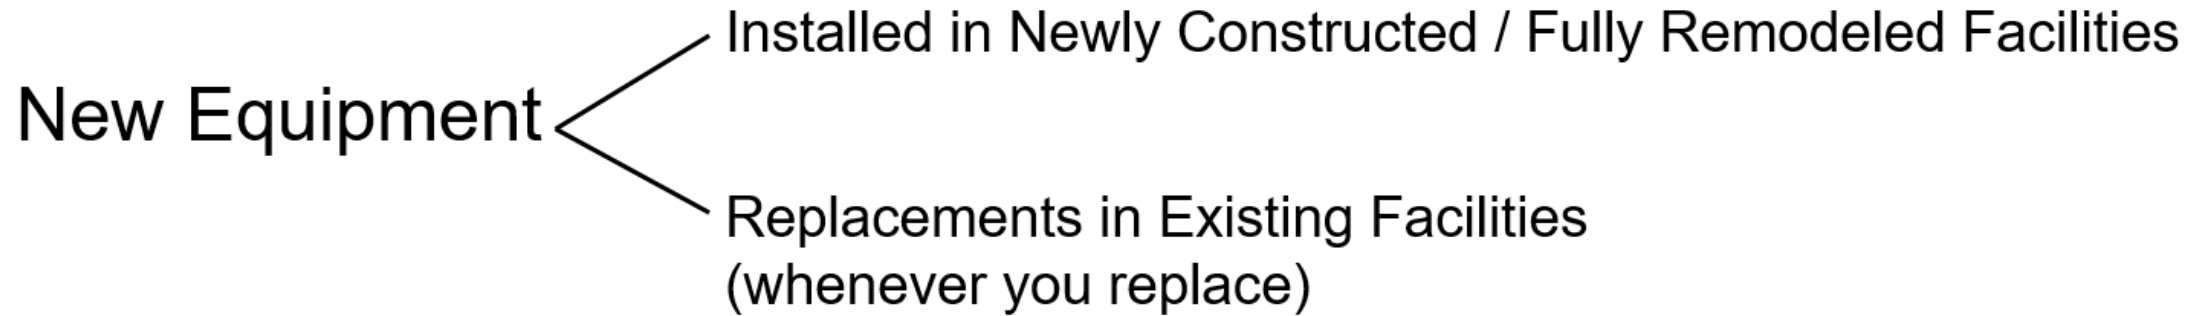 New Equipment
Installed in Newly Constructed / Fully Remodeled Facilities
Replacements in Existing Facilities
(whenever you replace)